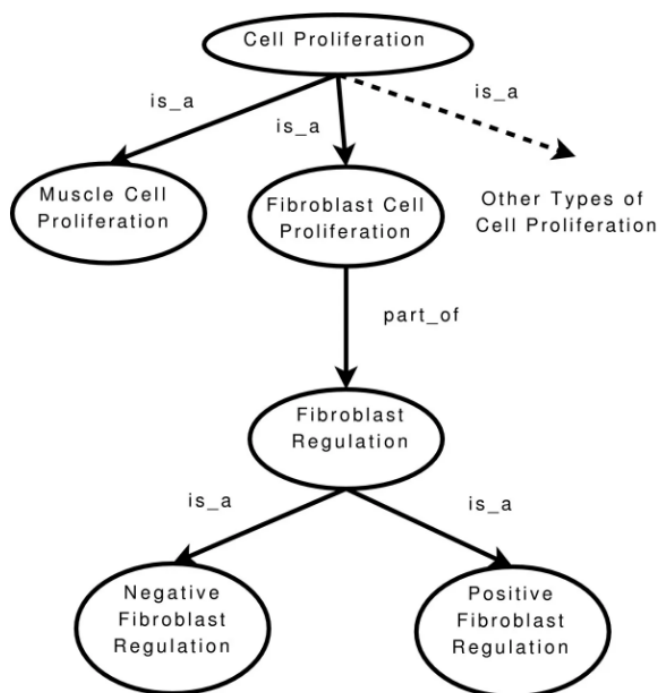 Cell Proliferation
is_a
is_a
is_a
Muscle Cell
Proliferation
Fibroblast Cell
Proliferation
Other Types of
Cell Proliferation
part_of
Fibroblast
Regulation
is_a
is_a
Negative
Fibroblast
Regulation
Positive
Fibroblast
Regulation